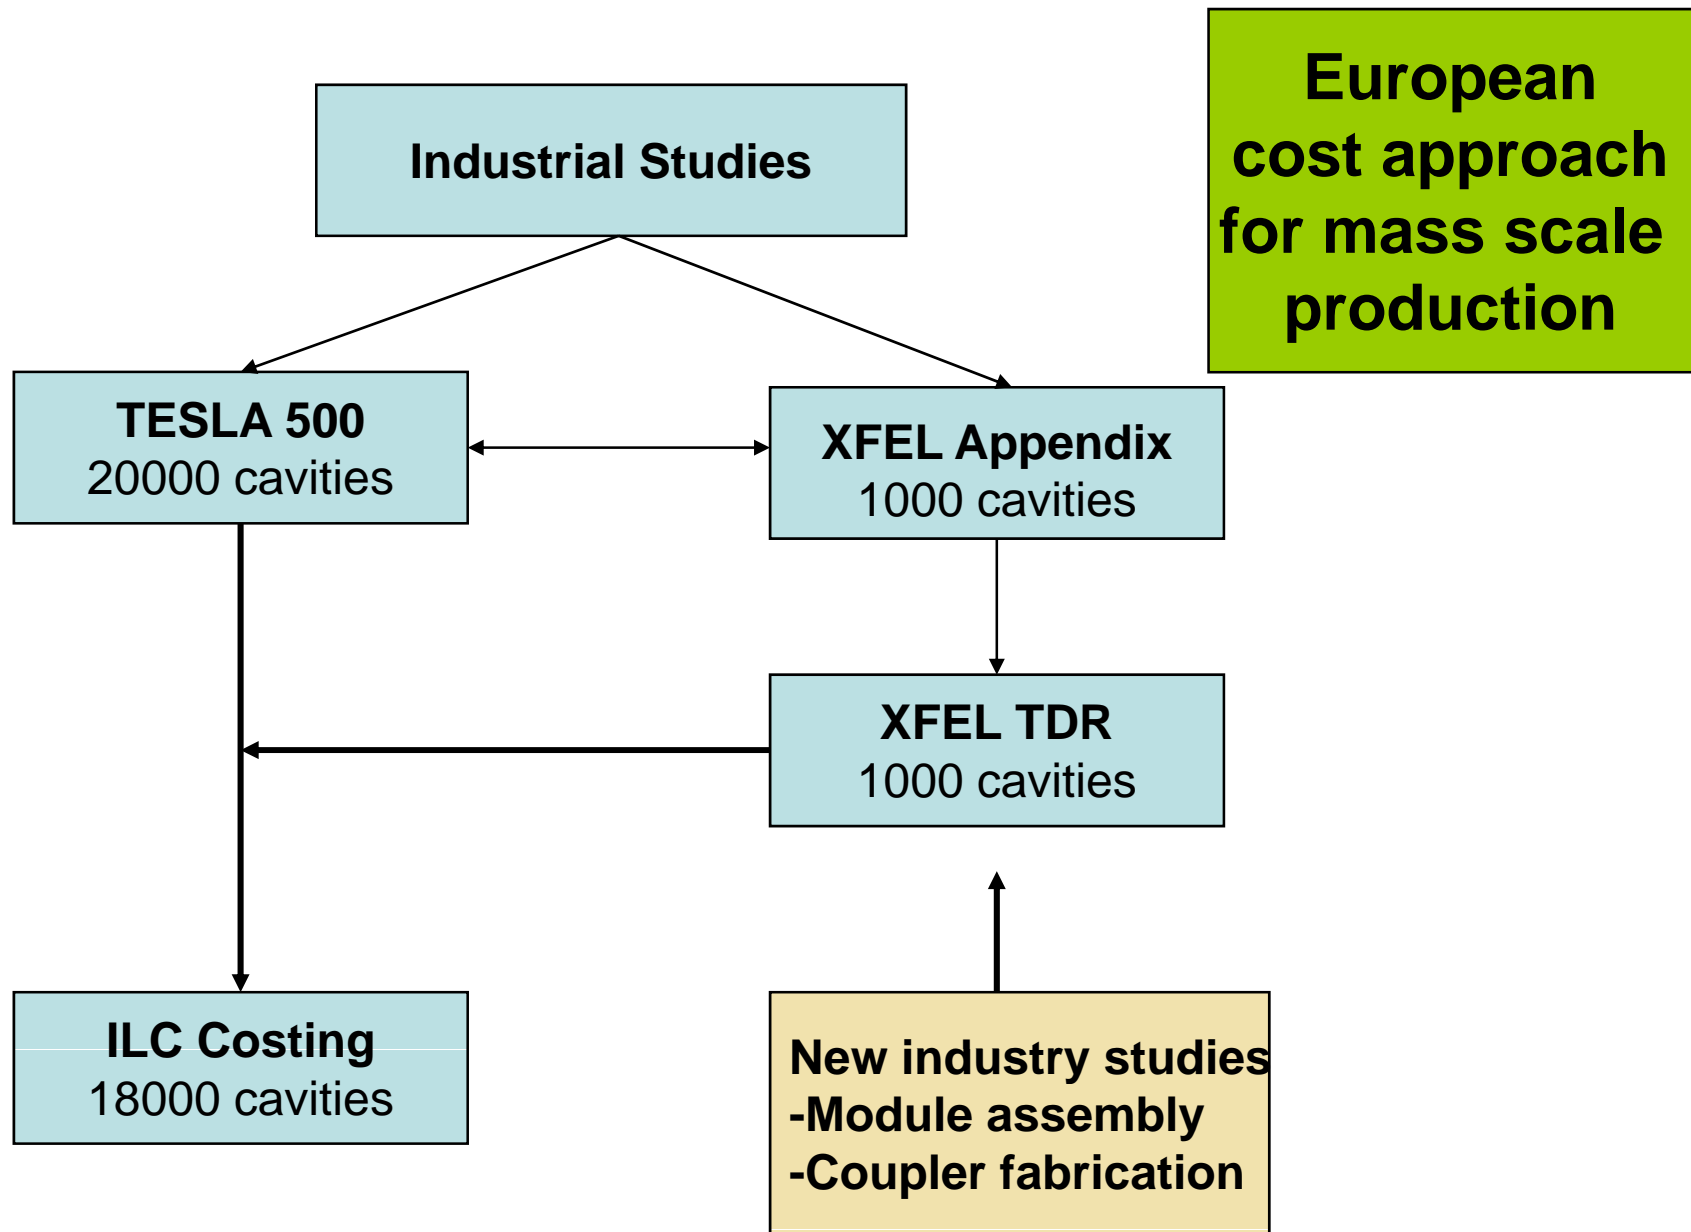 European
cost approach
for mass scale
production
Industrial Studies
TESLA 500
20000 cavities
XFEL Appendix
1000 cavities
XFEL TDR
1000 cavities
ILC Costing
18000 cavities
New industry studies
-Module assembly
-Coupler fabrication